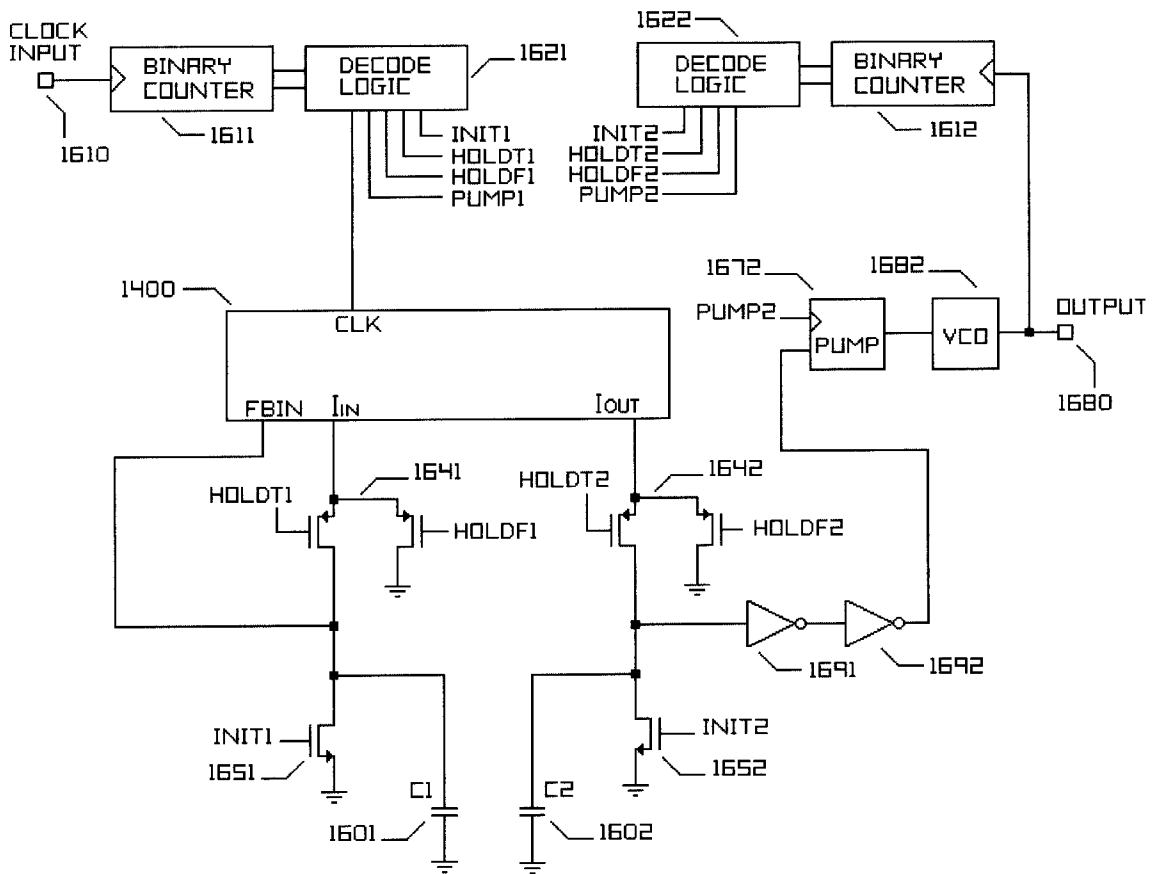 CLOCK
INPUT
1610
BINARY
COUNTER
1611
DECODE
LOGIC
1621
INIT1
HOLDT1
HOLDF1
PUMP1
1622
DECODE
LOGIC
BINARY
COUNTER
1612
INIT2
HOLDT2
HOLDF2
PUMP2
1400
CLK
FBIN
IIN
IOUT
1672
1682
PUMP2
PUMP
VCO
OUTPUT
1680
HOLDT1
1641
HOLDF1
HOLDT2
1642
HOLDF2
1691
1692
INIT1
1651
C1
1601
C2
1602
INIT2
1652